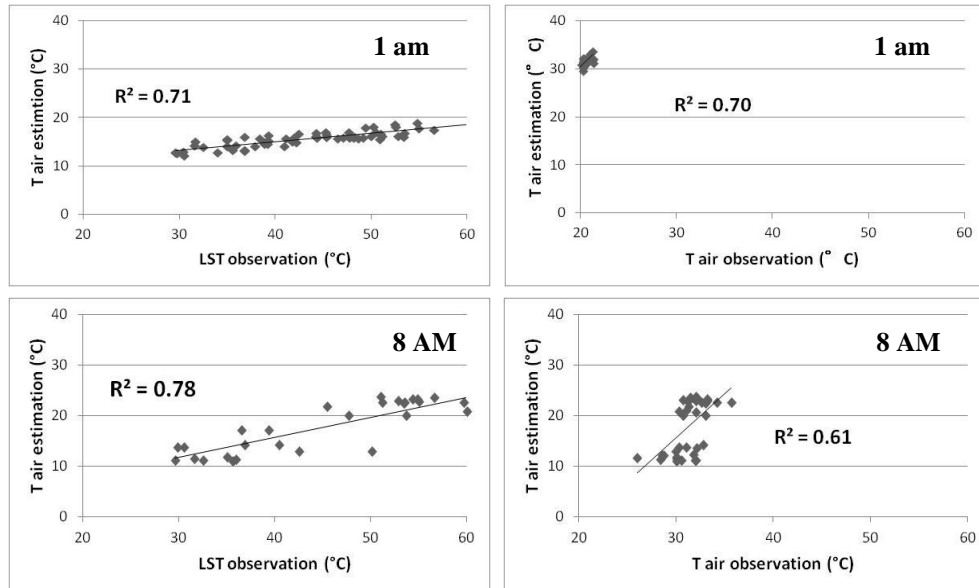 40
30
20
10
0
20 30 40 50 60
T air estimtion (°C)
LST observation (°C)
1 am
R² = 0.71
40
30
20
10
0
20 30 40 50 60
T air estimation (° C)
T air observation (° C)
1 am
R² = 0.70
40
30
20
10
0
20 30 40 50 60
T air estimation (°C)
LST observation (°C)
8 AM
R² = 0.78
40
30
20
10
0
20 30 40 50 60
T air estimation (°C)
T air observation (°C)
8 AM
R² = 0.61